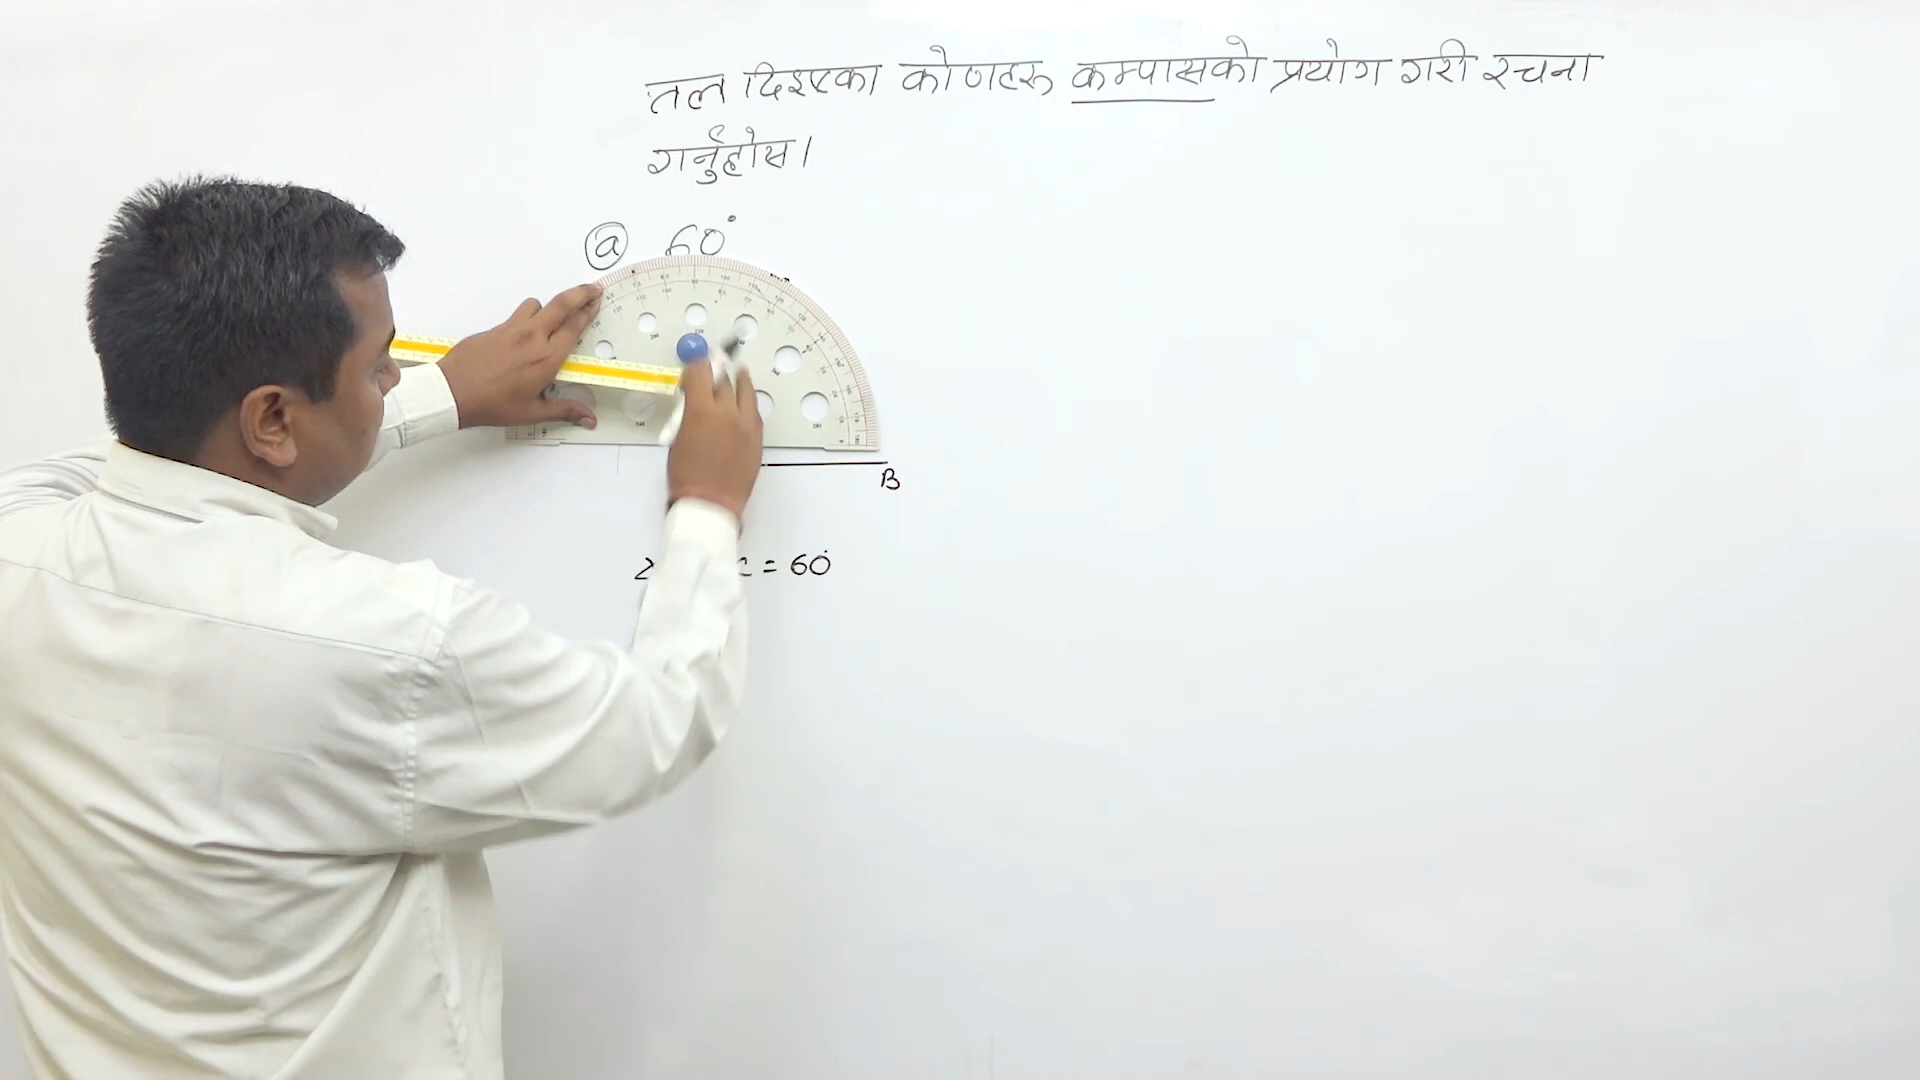 तल दिइएका कोणहरू कम्पासको प्रयोग गरी रचना
गर्नुहोस।
ⓐ 60°
B
= 60°